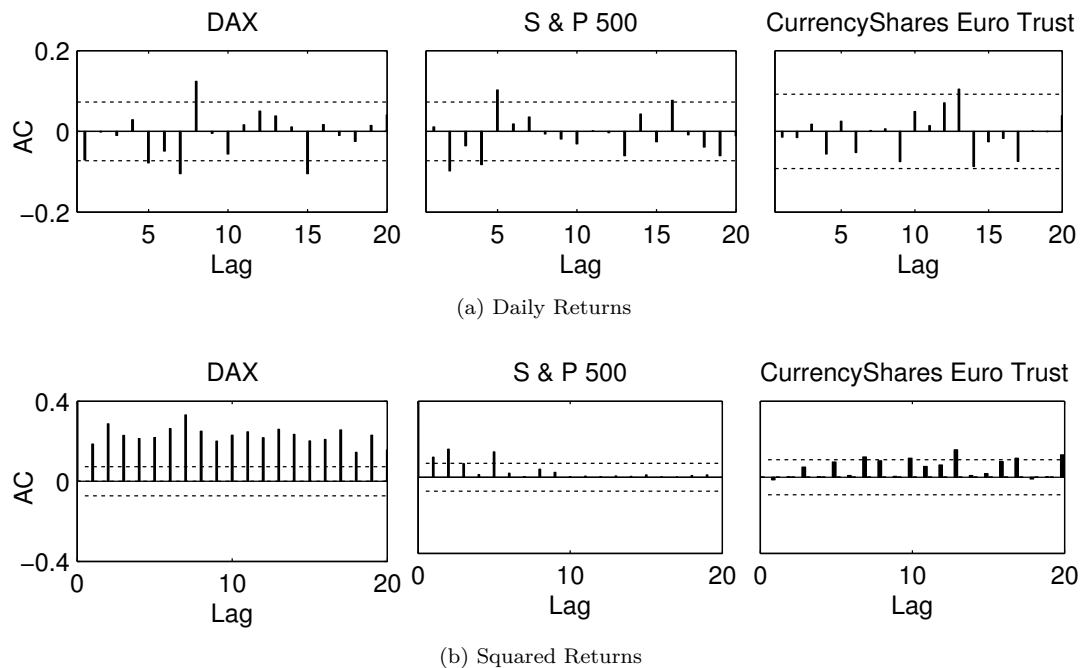 DAX
S & P 500
CurrencyShares Euro Trust
0.2
0
−0.2
AC
5
10
15
20
Lag
5
10
15
20
Lag
5
10
15
20
Lag
(a) Daily Returns
DAX
S & P 500
CurrencyShares Euro Trust
0.4
0
−0.4
AC
0
10
20
Lag
0
10
20
Lag
0
10
20
Lag
(b) Squared Returns